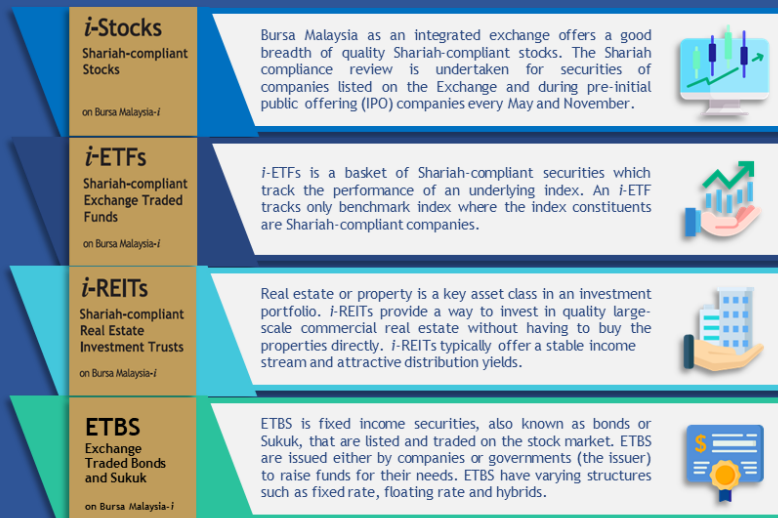 i-Stocks
Shariah-compliant
Stocks
on Bursa Malaysia-i
Bursa Malaysia as an integrated exchange offers a good
breadth of quality Shariah-compliant stocks. The Shariah
compliance review is undertaken for securities of
companies listed on the Exchange and during pre-initial
public offering (IPO) companies every May and November.
i-ETFs
Shariah-compliant
Exchange Traded
Funds
on Bursa Malaysia-i
i-ETFs is a basket of Shariah-compliant securities which
track the performance of an underlying index. An i-ETF
tracks only benchmark index where the index constituents
are Shariah-compliant companies.
i-REITs
Shariah-compliant
Real Estate
Investment Trusts
on Bursa Malaysia-i
Real estate or property is a key asset class in an investment
portfolio. i-REITs provide a way to invest in quality large-
scale commercial real estate without having to buy the
properties directly. i-REITs typically offer a stable income
stream and attractive distribution yields.
ETBS
Exchange
Traded Bonds
and Sukuk
on Bursa Malaysia-i
ETBS is fixed income securities, also known as bonds or
Sukuk, that are listed and traded on the stock market. ETBS
are issued either by companies or governments (the issuer)
to raise funds for their needs. ETBS have varying structures
such as fixed rate, floating rate and hybrids.
$